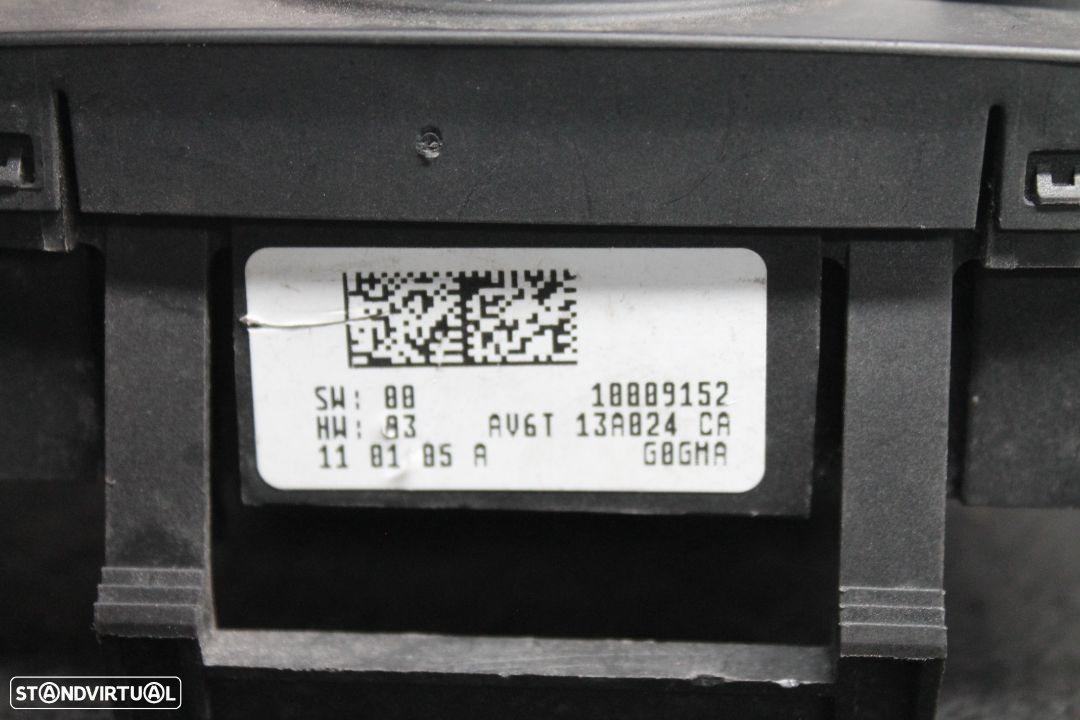 SW: 00 10009152
HW: 03 AV6T 13A024 CA
11 01 05 A G0GMA
STANDVIRTUAL